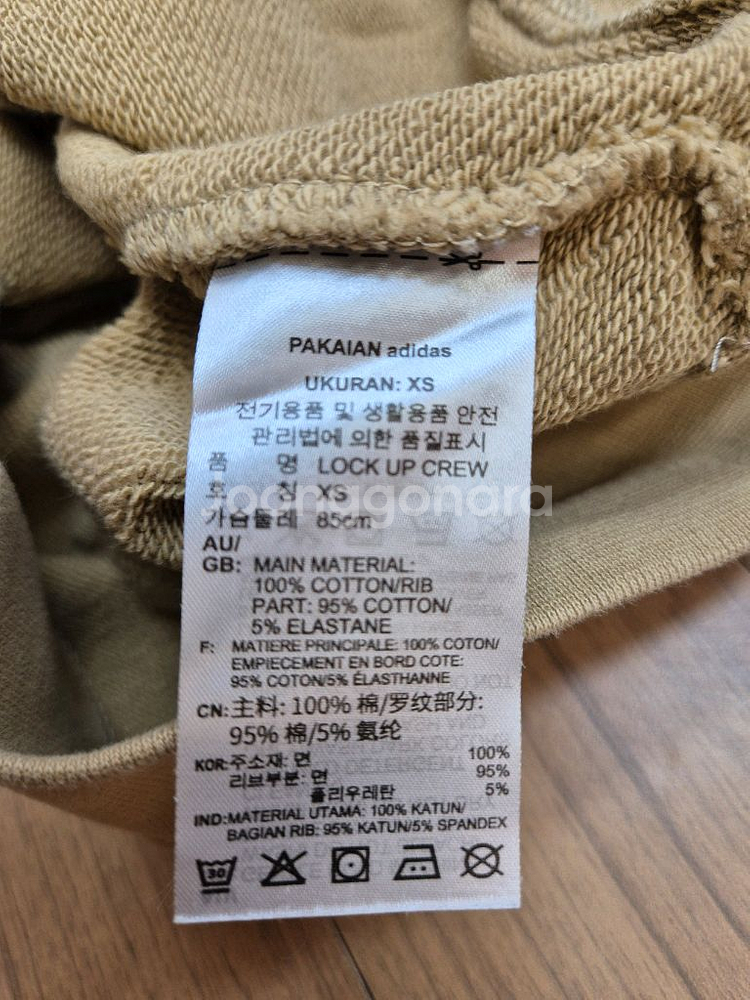 PAKAIAN adidas
UKURAN: XS
전기용품 및 생활용품 안전
관리법에 의한 품질표시
품 명 LOCK UP CREW
호 칭 XS
joonggonara
가슴둘레 85cm
AU/
GB: MAIN MATERIAL:
100% COTTON/RIB
PART: 95% COTTON/
5% ELASTANE
F: MATIERE PRINCIPALE: 100% COTON/
EMPIECEMENT EN BORD COTE:
95% COTON/5% ÉLASTHANNE
CN: 主料: 100% 棉/罗纹部分:
95% 棉/5% 氨纶
KOR: 주소재: 면 100%
리브부분: 면 95%
폴리우레탄 5%
IND: MATERIAL UTAMA: 100% KATUN/
BAGIAN RIB: 95% KATUN/5% SPANDEX
30